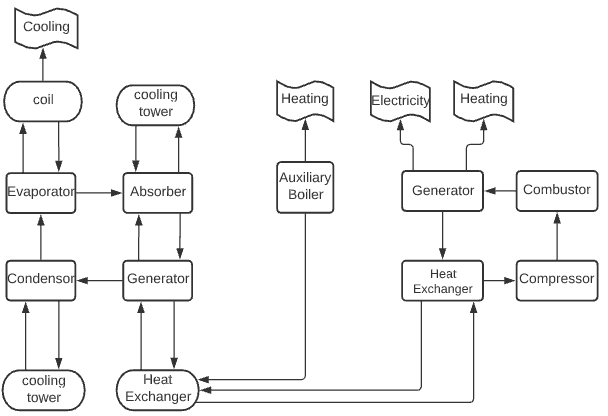 Cooling
coil
cooling
tower
Heating
Electricity
Heating
Evaporator
Absorber
Auxiliary
Boiler
Generator
Combustor
Condensor
Generator
Heat
Exchanger
Compressor
cooling
tower
Heat
Exchanger